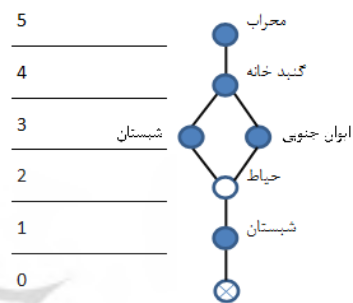 5
محراب
4
گنبد خانه
3
شبستان
ایوان جنوبی
2
حیاط
1
شبستان
0